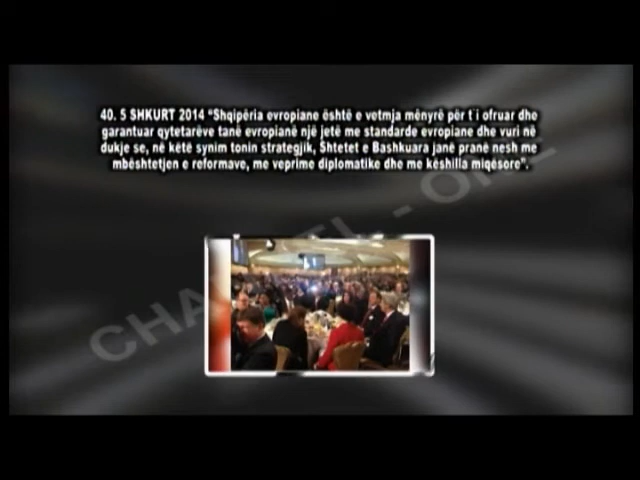 40. 5 SHKURT 2014 "Shqipëria evropiane është e vetmja mënyrë për t'i ofruar dhe
garantuar qytetarëve tanë evropianë një jetë me standarde evropiane dhe vuri në
dukje se, në këtë synim tonin strategjik, Shtetet e Bashkuara janë pranë nesh me
mbështetjen e reformave, me veprime diplomatike dhe me këshilla miqësore".